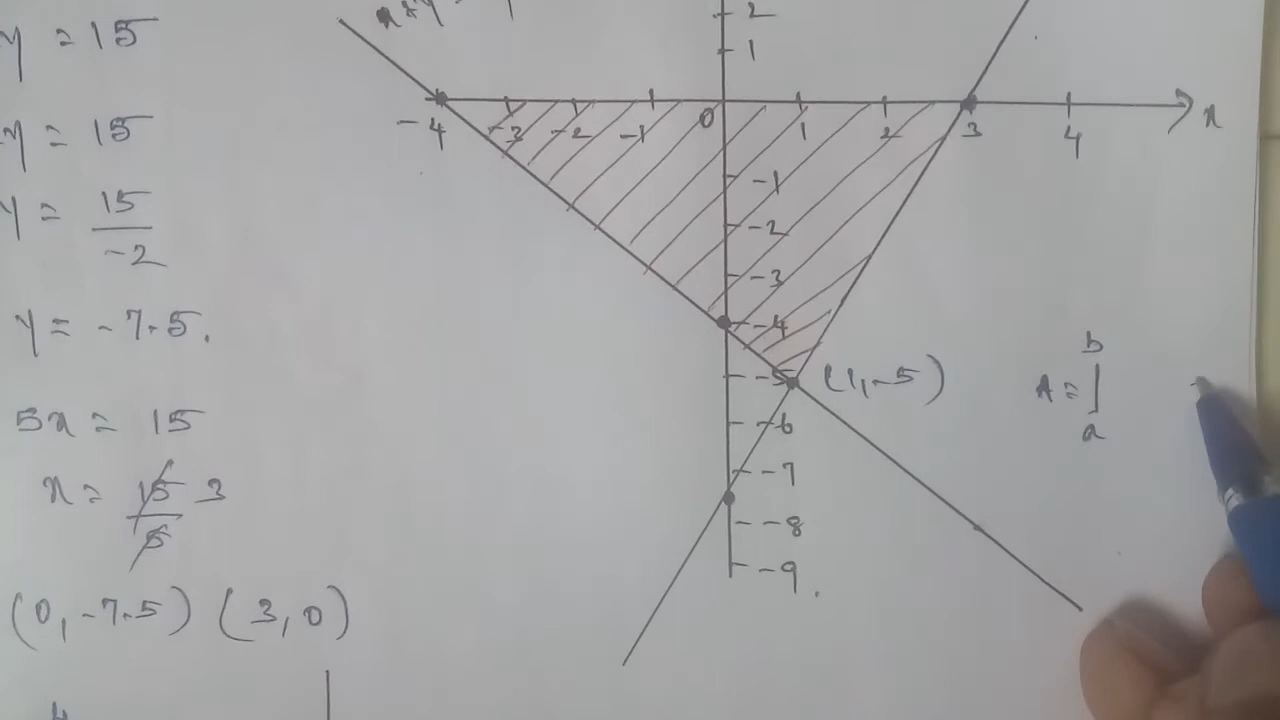 y = 15
y = 15
y = 15
-2
y = -7.5.
5x = 15
x = 15 3
5
(0, -7.5) (3, 0)
2
1
-4 -3 -2 -1 0 1 2 3 4 x
-1
-2
-3
-4
-5 (1, -5)
-6
-7
-8
-9.
b
A = ∫
a